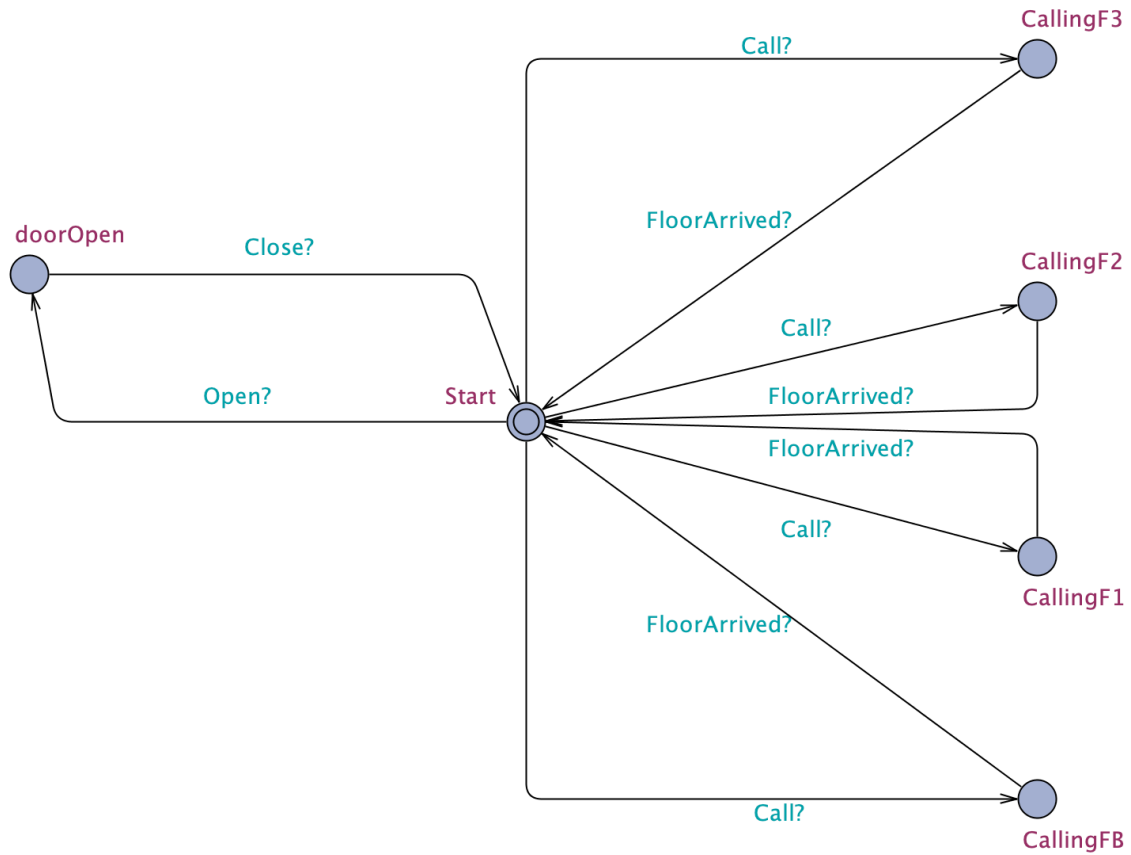 CallingF3
Call?
FloorArrived?
doorOpen
Close?
CallingF2
Call?
Open?
Start
FloorArrived?
FloorArrived?
Call?
CallingF1
FloorArrived?
Call?
CallingFB